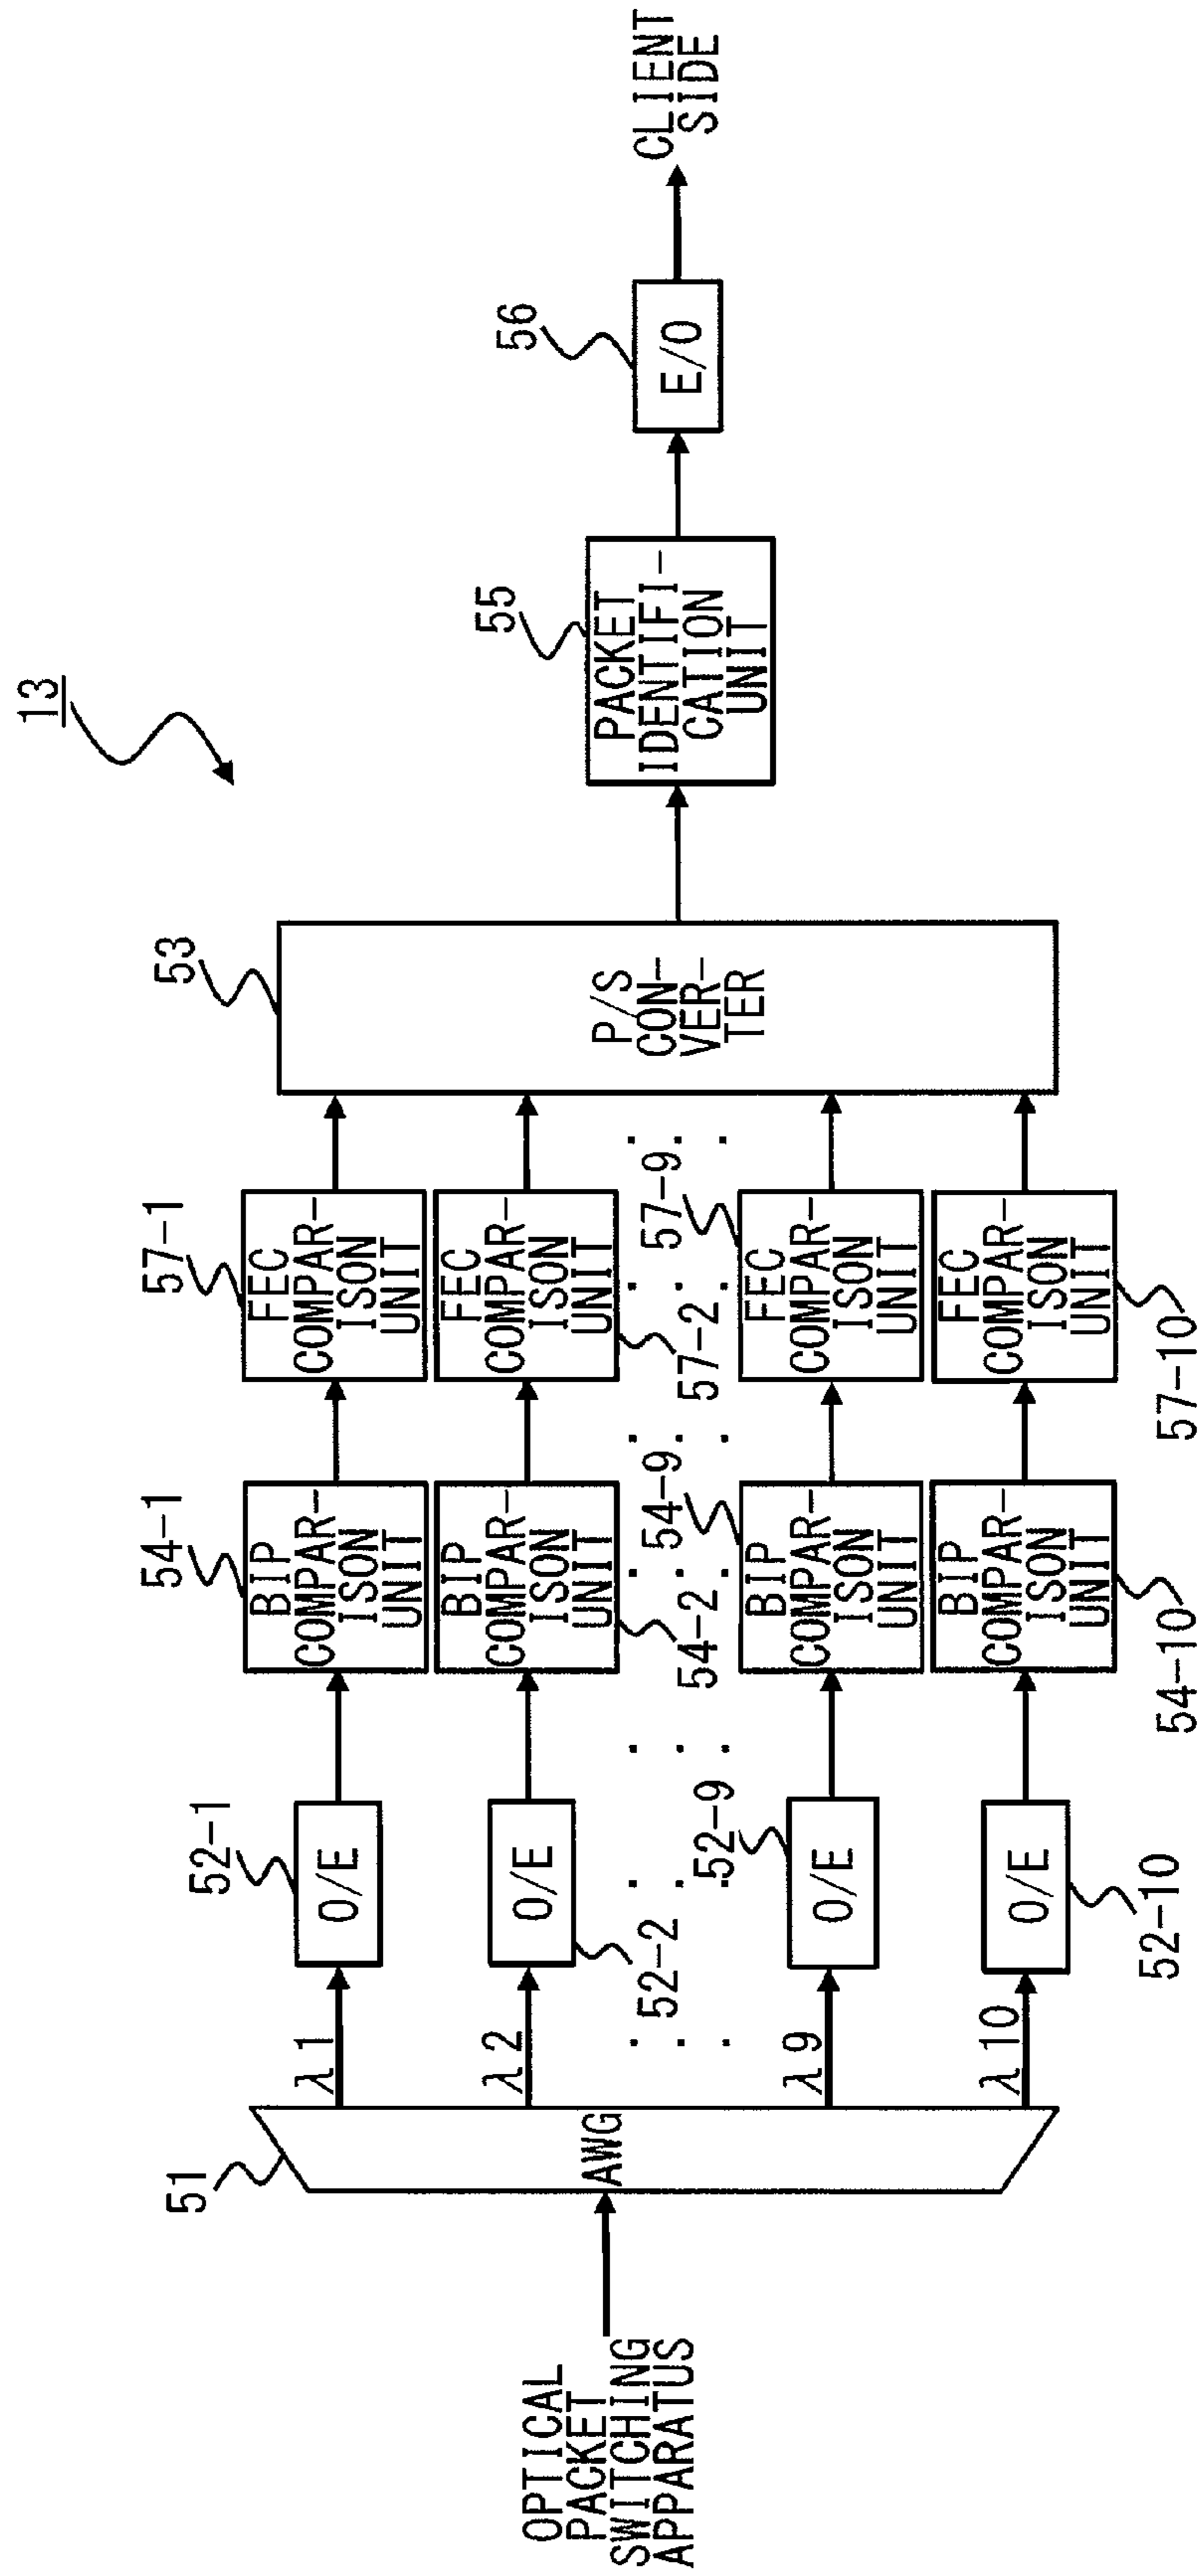 13
OPTICAL
PACKET
SWITCHING
APPARATUS
51
AWG
λ1
λ2
λ9
λ10
52-1
O/E
52-2
O/E
52-9
O/E
52-10
O/E
54-1
BIP
COMPAR-
ISON
UNIT
54-2
BIP
COMPAR-
ISON
UNIT
54-9
BIP
COMPAR-
ISON
UNIT
54-10
BIP
COMPAR-
ISON
UNIT
57-1
FEC
COMPAR-
ISON
UNIT
57-2
FEC
COMPAR-
ISON
UNIT
57-9
FEC
COMPAR-
ISON
UNIT
57-10
FEC
COMPAR-
ISON
UNIT
53
P/S
CON-
VER-
TER
55
PACKET
IDENTIFI-
CATION
UNIT
56
E/O
CLIENT
SIDE